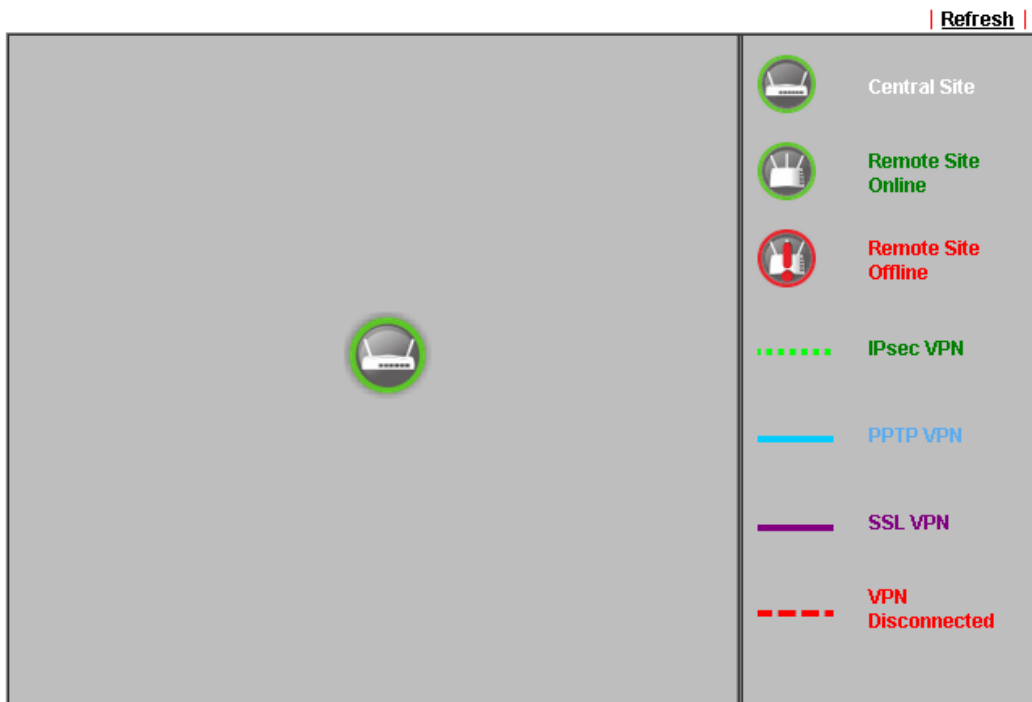 | Refresh |
Central Site
Remote Site
Online
Remote Site
Offline
IPsec VPN
PPTP VPN
SSL VPN
VPN
Disconnected